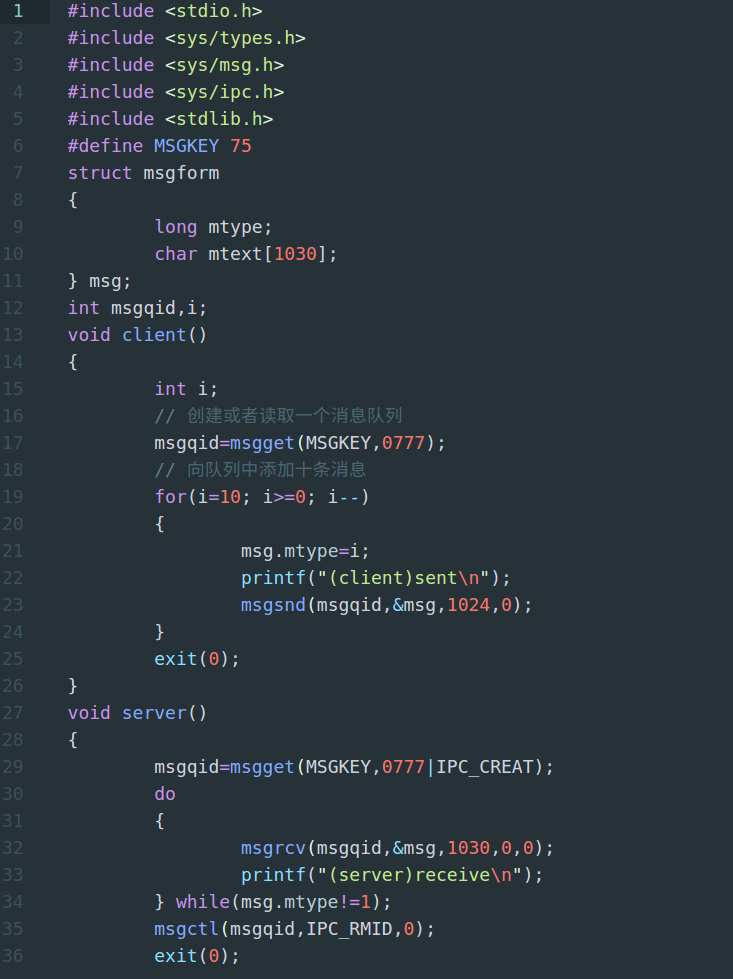 1 #include <stdio.h>
2 #include <sys/types.h>
3 #include <sys/msg.h>
4 #include <sys/ipc.h>
5 #include <stdlib.h>
6 #define MSGKEY 75
7 struct msgform
8 {
9 long mtype;
10 char mtext[1030];
11 } msg;
12 int msgqid,i;
13 void client()
14 {
15 int i;
16 // 创建或者读取一个消息队列
17 msgqid=msgget(MSGKEY,0777);
18 // 向队列中添加十条消息
19 for(i=10; i>=0; i--)
20 {
21 msg.mtype=i;
22 printf("(client)sent\n");
23 msgsnd(msgqid,&msg,1024,0);
24 }
25 exit(0);
26 }
27 void server()
28 {
29 msgqid=msgget(MSGKEY,0777|IPC_CREAT);
30 do
31 {
32 msgrcv(msgqid,&msg,1030,0,0);
33 printf("(server)receive\n");
34 } while(msg.mtype!=1);
35 msgctl(msgqid,IPC_RMID,0);
36 exit(0);